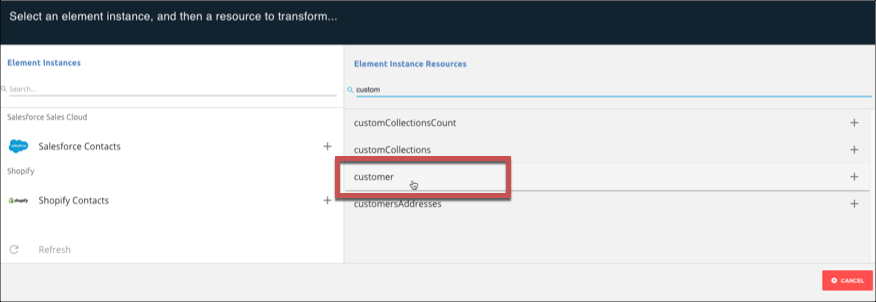 Select an element instance, and then a resource to transform...
Element Instances
Search...
Salesforce Sales Cloud
salesforce
Salesforce Contacts
Shopify
shopify
Shopify Contacts
Refresh
Element Instance Resources
custom
customCollectionsCount
customCollections
customer
customersAddresses
CANCEL